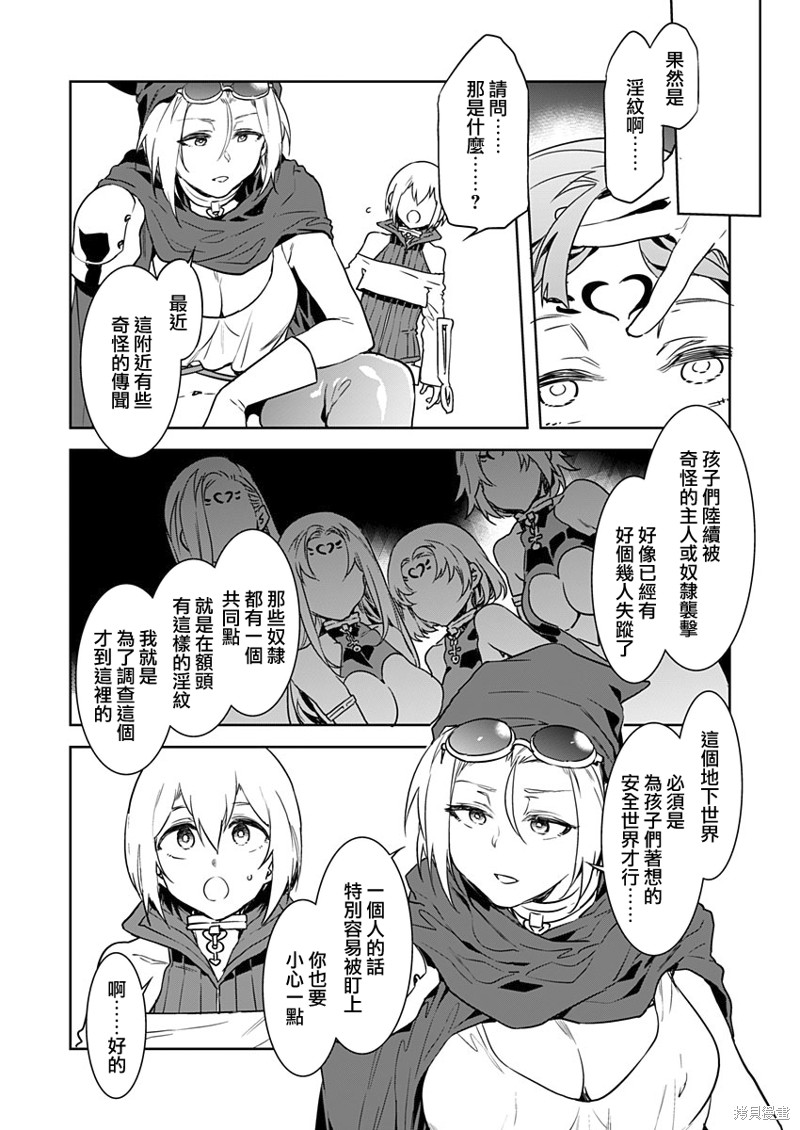 果然是
淫紋啊……
請問……
那是什麼……?
最近
這附近有些
奇怪的傳聞
孩子們陸續被
奇怪的主人或奴隸襲擊
好像已經有
好個幾人失蹤了
那些奴隸
都有一個
共同點
就是在額頭
有這樣的淫紋
我就是
為了調查這個
才到這裡的
這個地下世界
必須是
為孩子們著想的
安全世界才行……
一個人的話
特別容易被盯上
你也要
小心一點
啊……好的
拷貝漫畫